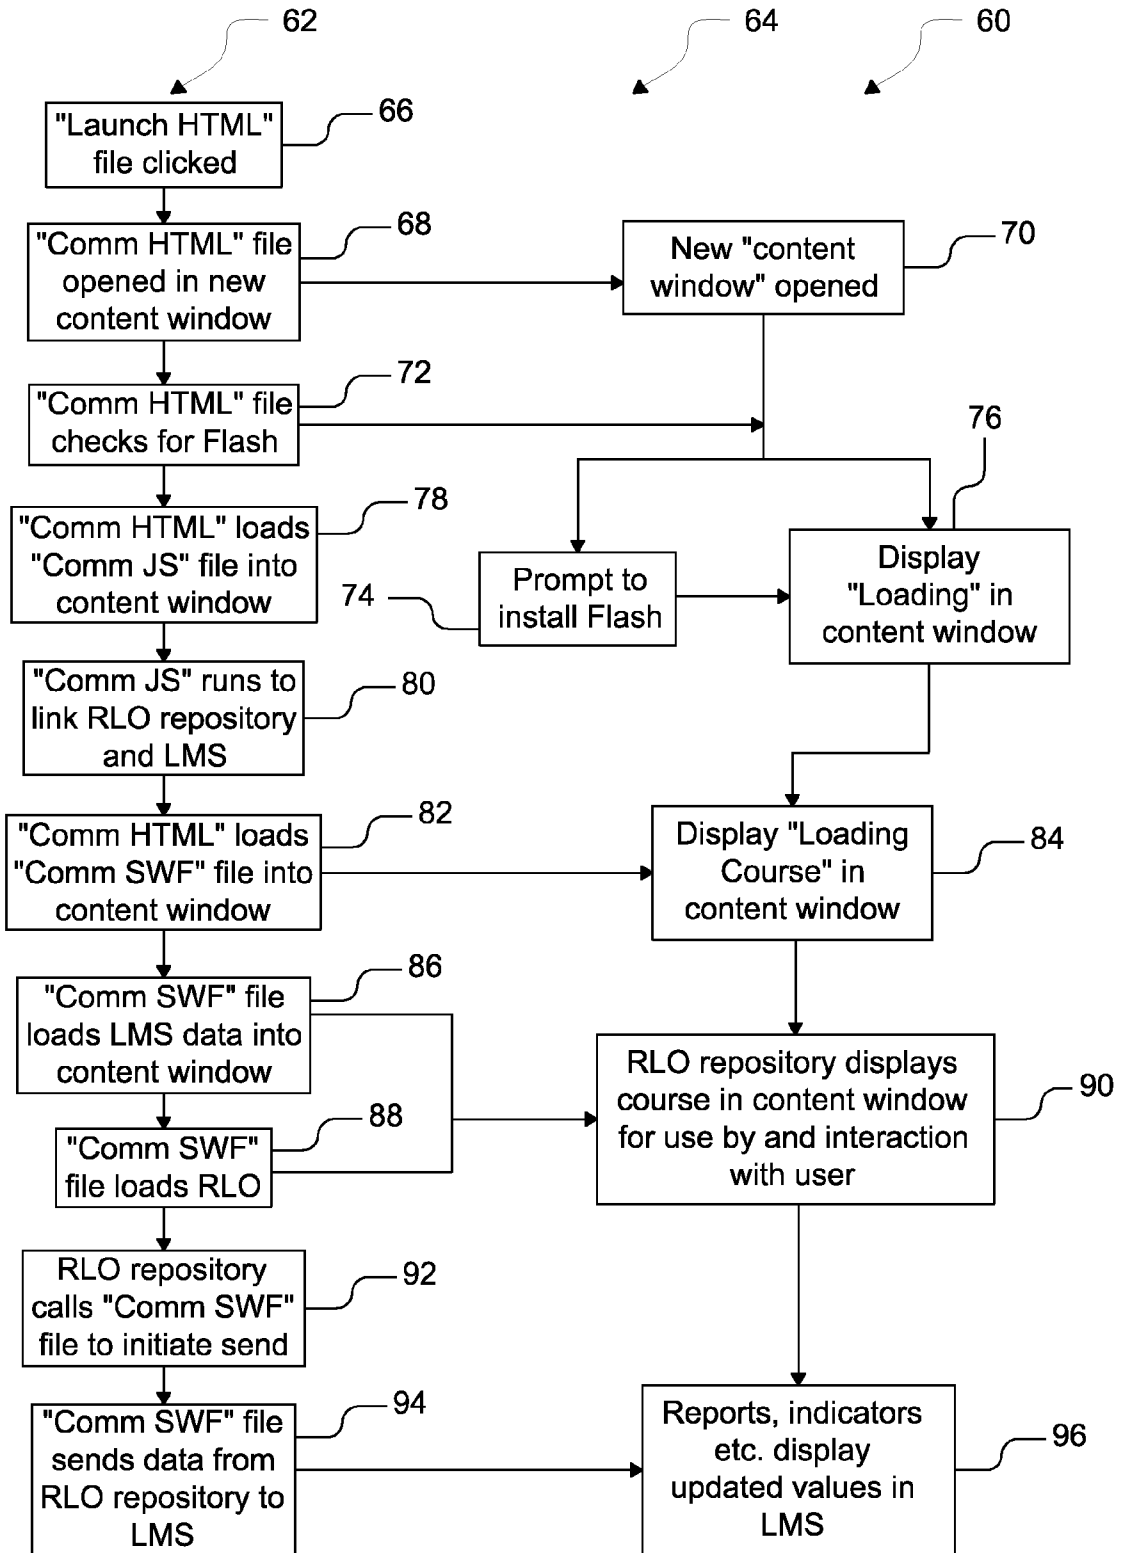 62
64
60
"Launch HTML"
file clicked
66
"Comm HTML" file
opened in new
content window
68
New "content
window" opened
70
"Comm HTML" file
checks for Flash
72
76
"Comm HTML" loads
"Comm JS" file into
content window
78
Prompt to
install Flash
74
Display
"Loading" in
content window
"Comm JS" runs to
link RLO repository
and LMS
80
"Comm HTML" loads
"Comm SWF" file into
content window
82
Display "Loading
Course" in
content window
84
"Comm SWF" file
loads LMS data into
content window
86
"Comm SWF"
file loads RLO
88
RLO repository displays
course in content window
for use by and interaction
with user
90
RLO repository
calls "Comm SWF"
file to initiate send
92
"Comm SWF" file
sends data from
RLO repository to
LMS
94
Reports, indicators
etc. display
updated values in
LMS
96